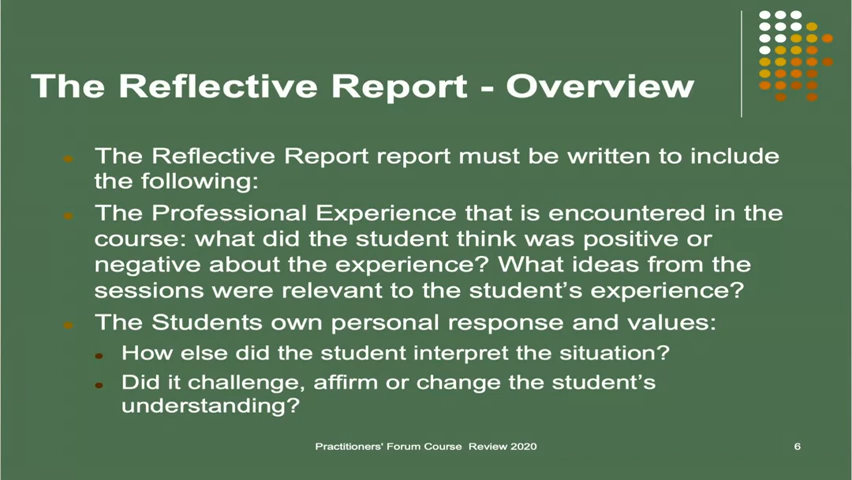 The Reflective Report - Overview
The Reflective Report report must be written to include
the following:
The Professional Experience that is encountered in the
course: what did the student think was positive or
negative about the experience? What ideas from the
sessions were relevant to the student's experience?
The Students own personal response and values:
How else did the student interpret the situation?
Did it challenge, affirm or change the student's
understanding?
Practitioners' Forum Course Review 2020
6